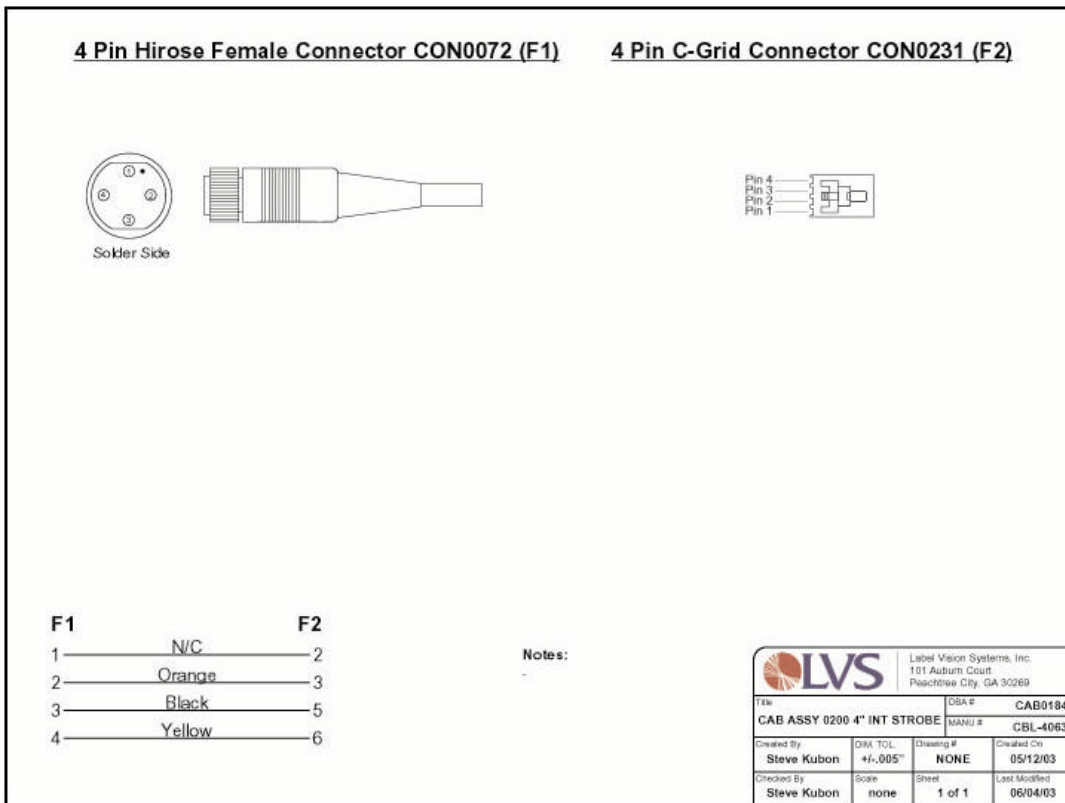 4 Pin Hirose Female Connector CON0072 (F1)
4 Pin C-Grid Connector CON0231 (F2)
1
4
2
3
Solder Side
Pin 4
Pin 3
Pin 2
Pin 1
F1 F2
1 N/C 2
2 Orange 3
3 Black 5
4 Yellow 6
Notes:
-
LVS
Label Vision Systems, Inc.
101 Auburn Court
Peachtree City, GA 30269
Title
CAB ASSY 0200 4" INT STROBE
DBA # CAB0184
MANU # CBL-4063
Created By DIM. TOL. Drawing # Created On
Steve Kubon +/-.005" NONE 05/12/03
Checked By Scale Sheet Last Modified
Steve Kubon none 1 of 1 06/04/03